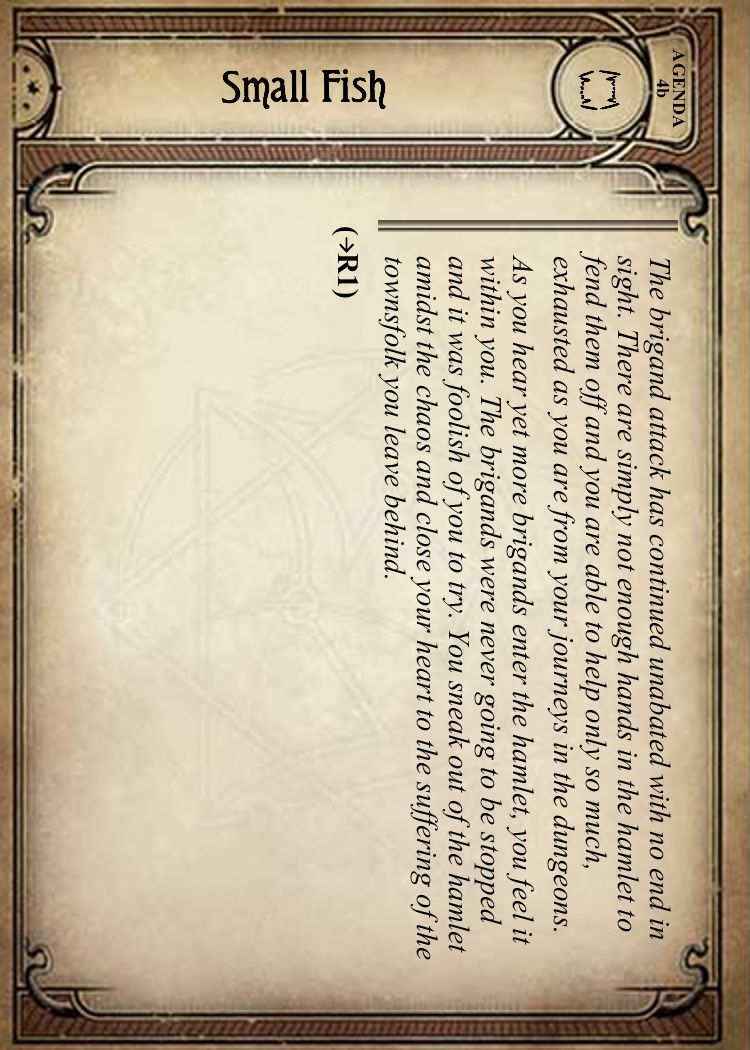 AGENDA
4b
Small Fish
The brigand attack has continued unabated with no end in
sight. There are simply not enough hands in the hamlet to
fend them off and you are able to help only so much,
exhausted as you are from your journeys in the dungeons.
As you hear yet more brigands enter the hamlet, you feel it
within you. The brigands were never going to be stopped
and it was foolish of you to try. You sneak out of the hamlet
amidst the chaos and close your heart to the suffering of the
townsfolk you leave behind.
(→R1)